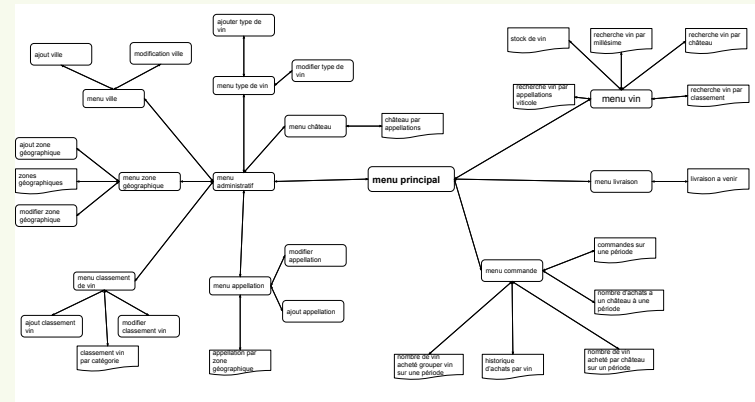 ajouter type de
vin
ajout ville
modification ville
menu type de vin
modifier type de
vin
menu ville
menu château
château par
appellations
ajout zone
géographique
zones
géographiques
modifier zone
géographique
menu zone
géographique
menu
administratif
menu principal
menu classement
de vin
ajout classement
vin
modifier
classement vin
classement vin
par catégorie
menu appellation
modifier
appellation
ajout appellation
appellation par
zone
géographique
stock de vin
recherche vin par
millésime
recherche vin par
château
recherche vin par
appellations
viticole
menu vin
recherche vin par
classement
menu livraison
livraison a venir
menu commande
commandes sur
une période
nombre d'achats a
un château à une
période
nombre de vin
acheté grouper vin
sur une période
historique
d'achats par vin
nombre de vin
acheté par château
sur un période